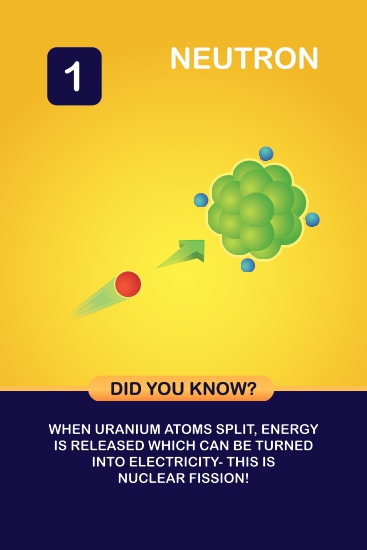 1
NEUTRON
DID YOU KNOW?
WHEN URANIUM ATOMS SPLIT, ENERGY
IS RELEASED WHICH CAN BE TURNED
INTO ELECTRICITY- THIS IS
NUCLEAR FISSION!